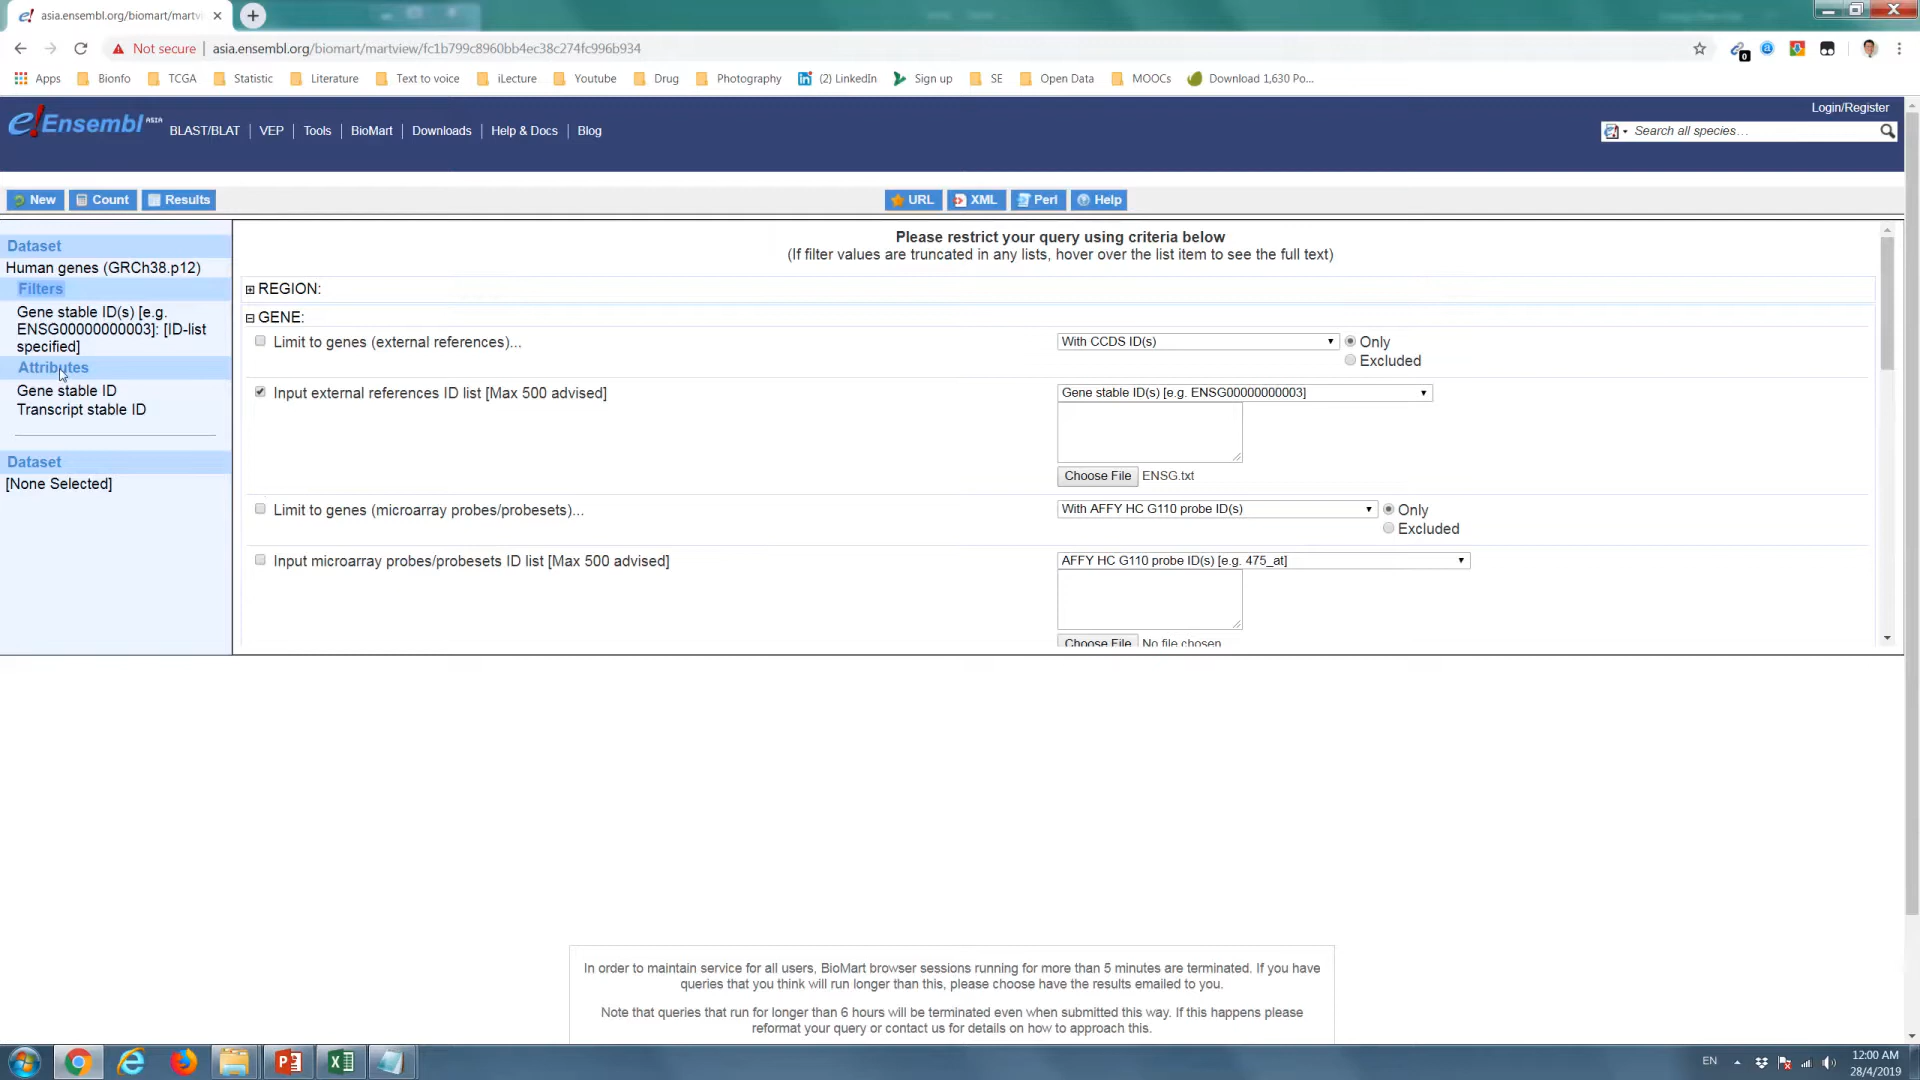 asia.ensembl.org/biomart/martv
Not secure | asia.ensembl.org/biomart/martview/fc1b799c8960bb4ec38c274fc996b934
0
Apps Bionfo TCGA Statistic Literature Text to voice iLecture Youtube Drug Photography (2) LinkedIn Sign up SE Open Data MOOCs Download 1,630 Po...
Login/Register
e!Ensembl ASIA BLAST/BLAT | VEP | Tools | BioMart | Downloads | Help & Docs | Blog
Search all species...
New Count Results URL XML Perl Help
Dataset
Human genes (GRCh38.p12)
Filters
Gene stable ID(s) [e.g.
ENSG00000000003]: [ID-list
specified]
Attributes
Gene stable ID
Transcript stable ID
Dataset
[None Selected]
Please restrict your query using criteria below
(If filter values are truncated in any lists, hover over the list item to see the full text)
REGION:
GENE:
Limit to genes (external references)... With CCDS ID(s) Only
Excluded
Input external references ID list [Max 500 advised] Gene stable ID(s) [e.g. ENSG00000000003]
Choose File ENSG.txt
Limit to genes (microarray probes/probesets)... With AFFY HC G110 probe ID(s) Only
Excluded
Input microarray probes/probesets ID list [Max 500 advised] AFFY HC G110 probe ID(s) [e.g. 475_at]
Choose File No file chosen
In order to maintain service for all users, BioMart browser sessions running for more than 5 minutes are terminated. If you have
queries that you think will run longer than this, please choose have the results emailed to you.
Note that queries that run for longer than 6 hours will be terminated even when submitted this way. If this happens please
reformat your query or contact us for details on how to approach this.
EN
12:00 AM
28/4/2019